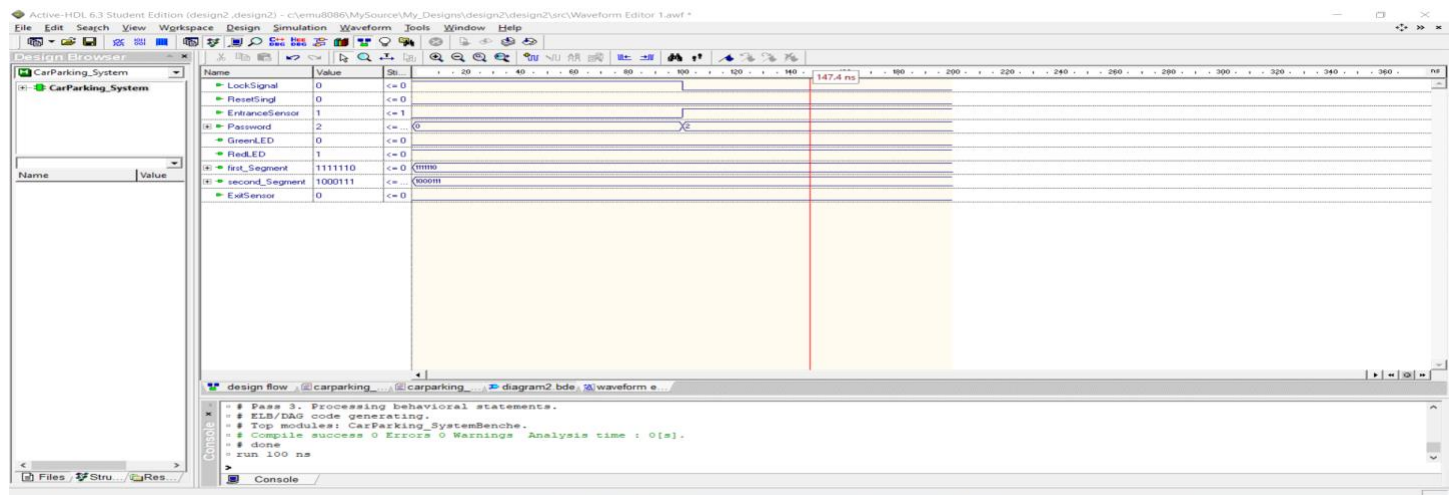 Active-HDL 6.3 Student Edition (design2 ,design2) - c:\emu8086\MySource\My_Designs\design2\design2\src\Waveform Editor 1.awf *
File Edit Search View Workspace Design Simulation Waveform Tools Window Help
Design Browser
CarParking_System
CarParking_System
Name Value
Name Value Sti... 20 40 60 80 100 120 140 180 200 220 240 260 280 300 320 340 360 ns
147.4 ns
LockSignal 0 <= 0
ResetSingl 0 <= 0
EntranceSensor 1 <= 1
Password 2 <= ... 0 2
GreenLED 0 <= 0
RedLED 1 <= 0
first_Segment 1111110 <= 0 1111110
second_Segment 1000111 <= ... 1000111
ExitSensor 0 <= 0
design flow carparking_... carparking_... diagram2.bde waveform e...
# Pass 3. Processing behavioral statements.
# ELB/DAG code generating.
# Top modules: CarParking_SystemBenche.
# Compile success 0 Errors 0 Warnings Analysis time : 0[s].
# done
run 100 ns
>
Console
Console
Files Stru... Res...